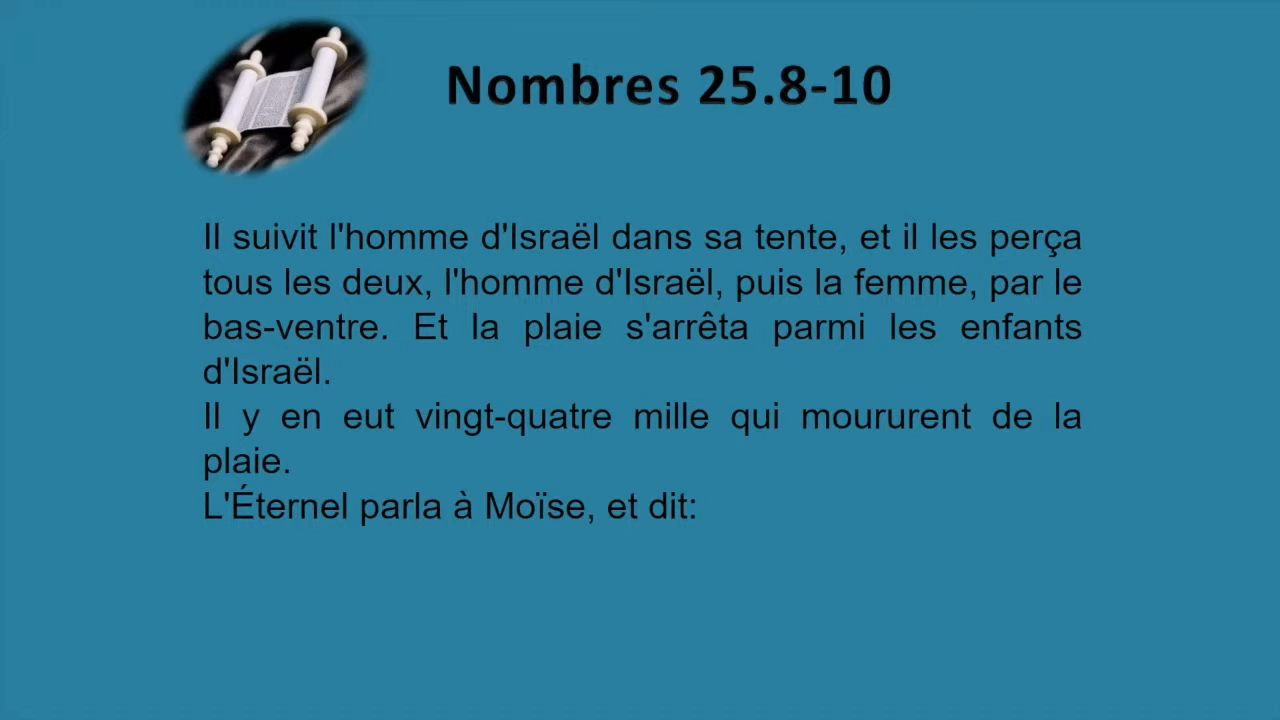 Nombres 25.8-10
Il suivit l'homme d'Israël dans sa tente, et il les perça
tous les deux, l'homme d'Israël, puis la femme, par le
bas-ventre. Et la plaie s'arrêta parmi les enfants
d'Israël.
Il y en eut vingt-quatre mille qui moururent de la
plaie.
L'Éternel parla à Moïse, et dit: